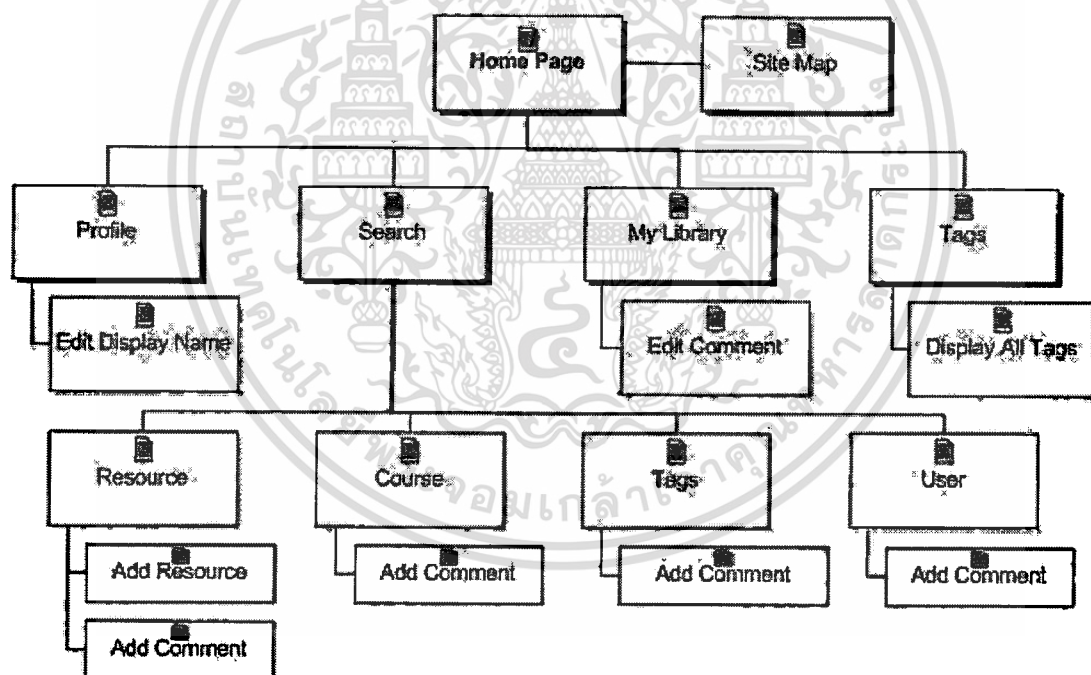 Home Page
Site Map
Profile
Search
My Library
Tags
Edit Display Name
Edit Comment
Display All Tags
Resource
Course
Tags
User
Add Resource
Add Comment
Add Comment
Add Comment
Add Comment